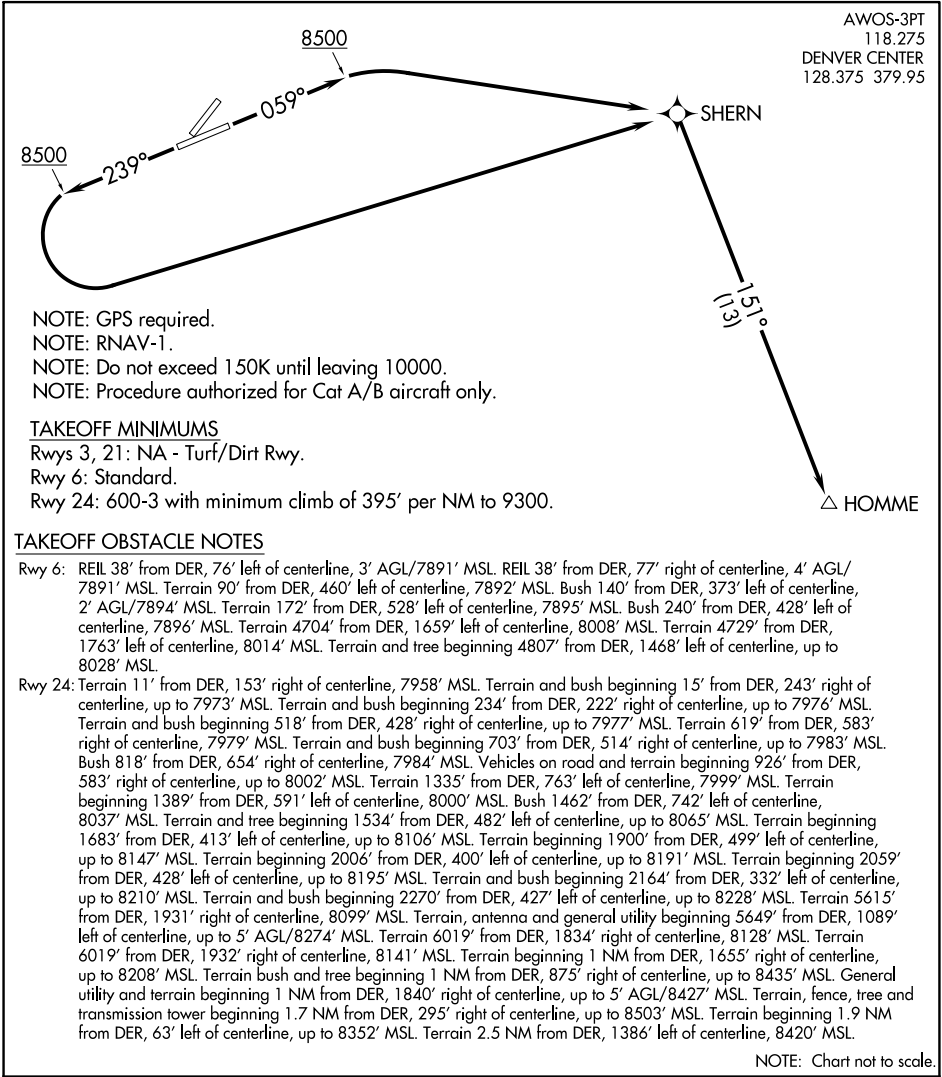 AWOS-3PT
118.275
DENVER CENTER
128.375 379.95
8500
059°
SHERN
8500
239°
151°
(13)
NOTE: GPS required.
NOTE: RNAV-1.
NOTE: Do not exceed 150K until leaving 10000.
NOTE: Procedure authorized for Cat A/B aircraft only.
TAKEOFF MINIMUMS
Rwys 3, 21: NA - Turf/Dirt Rwy.
Rwy 6: Standard.
Rwy 24: 600-3 with minimum climb of 395' per NM to 9300.
HOMME
TAKEOFF OBSTACLE NOTES
Rwy 6: REIL 38' from DER, 76' left of centerline, 3' AGL/7891' MSL. REIL 38' from DER, 77' right of centerline, 4' AGL/
7891' MSL. Terrain 90' from DER, 460' left of centerline, 7892' MSL. Bush 140' from DER, 373' left of centerline,
2' AGL/7894' MSL. Terrain 172' from DER, 528' left of centerline, 7895' MSL. Bush 240' from DER, 428' left of
centerline, 7896' MSL. Terrain 4704' from DER, 1659' left of centerline, 8008' MSL. Terrain 4729' from DER,
1763' left of centerline, 8014' MSL. Terrain and tree beginning 4807' from DER, 1468' left of centerline, up to
8028' MSL.
Rwy 24: Terrain 11' from DER, 153' right of centerline, 7958' MSL. Terrain and bush beginning 15' from DER, 243' right of
centerline, up to 7973' MSL. Terrain and bush beginning 234' from DER, 222' right of centerline, up to 7976' MSL.
Terrain and bush beginning 518' from DER, 428' right of centerline, up to 7977' MSL. Terrain 619' from DER, 583'
right of centerline, 7979' MSL. Terrain and bush beginning 703' from DER, 514' right of centerline, up to 7983' MSL.
Bush 818' from DER, 654' right of centerline, 7984' MSL. Vehicles on road and terrain beginning 926' from DER,
583' right of centerline, up to 8002' MSL. Terrain 1335' from DER, 763' left of centerline, 7999' MSL. Terrain
beginning 1389' from DER, 591' left of centerline, 8000' MSL. Bush 1462' from DER, 742' left of centerline,
8037' MSL. Terrain and tree beginning 1534' from DER, 482' left of centerline, up to 8065' MSL. Terrain beginning
1683' from DER, 413' left of centerline, up to 8106' MSL. Terrain beginning 1900' from DER, 499' left of centerline,
up to 8147' MSL. Terrain beginning 2006' from DER, 400' left of centerline, up to 8191' MSL. Terrain beginning 2059'
from DER, 428' left of centerline, up to 8195' MSL. Terrain and bush beginning 2164' from DER, 332' left of centerline,
up to 8210' MSL. Terrain and bush beginning 2270' from DER, 427' left of centerline, up to 8228' MSL. Terrain 5615'
from DER, 1931' right of centerline, 8099' MSL. Terrain, antenna and general utility beginning 5649' from DER, 1089'
left of centerline, up to 5' AGL/8274' MSL. Terrain 6019' from DER, 1834' right of centerline, 8128' MSL. Terrain
6019' from DER, 1932' right of centerline, 8141' MSL. Terrain beginning 1 NM from DER, 1655' right of centerline,
up to 8208' MSL. Terrain bush and tree beginning 1 NM from DER, 875' right of centerline, up to 8435' MSL. General
utility and terrain beginning 1 NM from DER, 1840' right of centerline, up to 5' AGL/8427' MSL. Terrain, fence, tree and
transmission tower beginning 1.7 NM from DER, 295' right of centerline, up to 8503' MSL. Terrain beginning 1.9 NM
from DER, 63' left of centerline, up to 8352' MSL. Terrain 2.5 NM from DER, 1386' left of centerline, 8420' MSL.
NOTE: Chart not to scale.